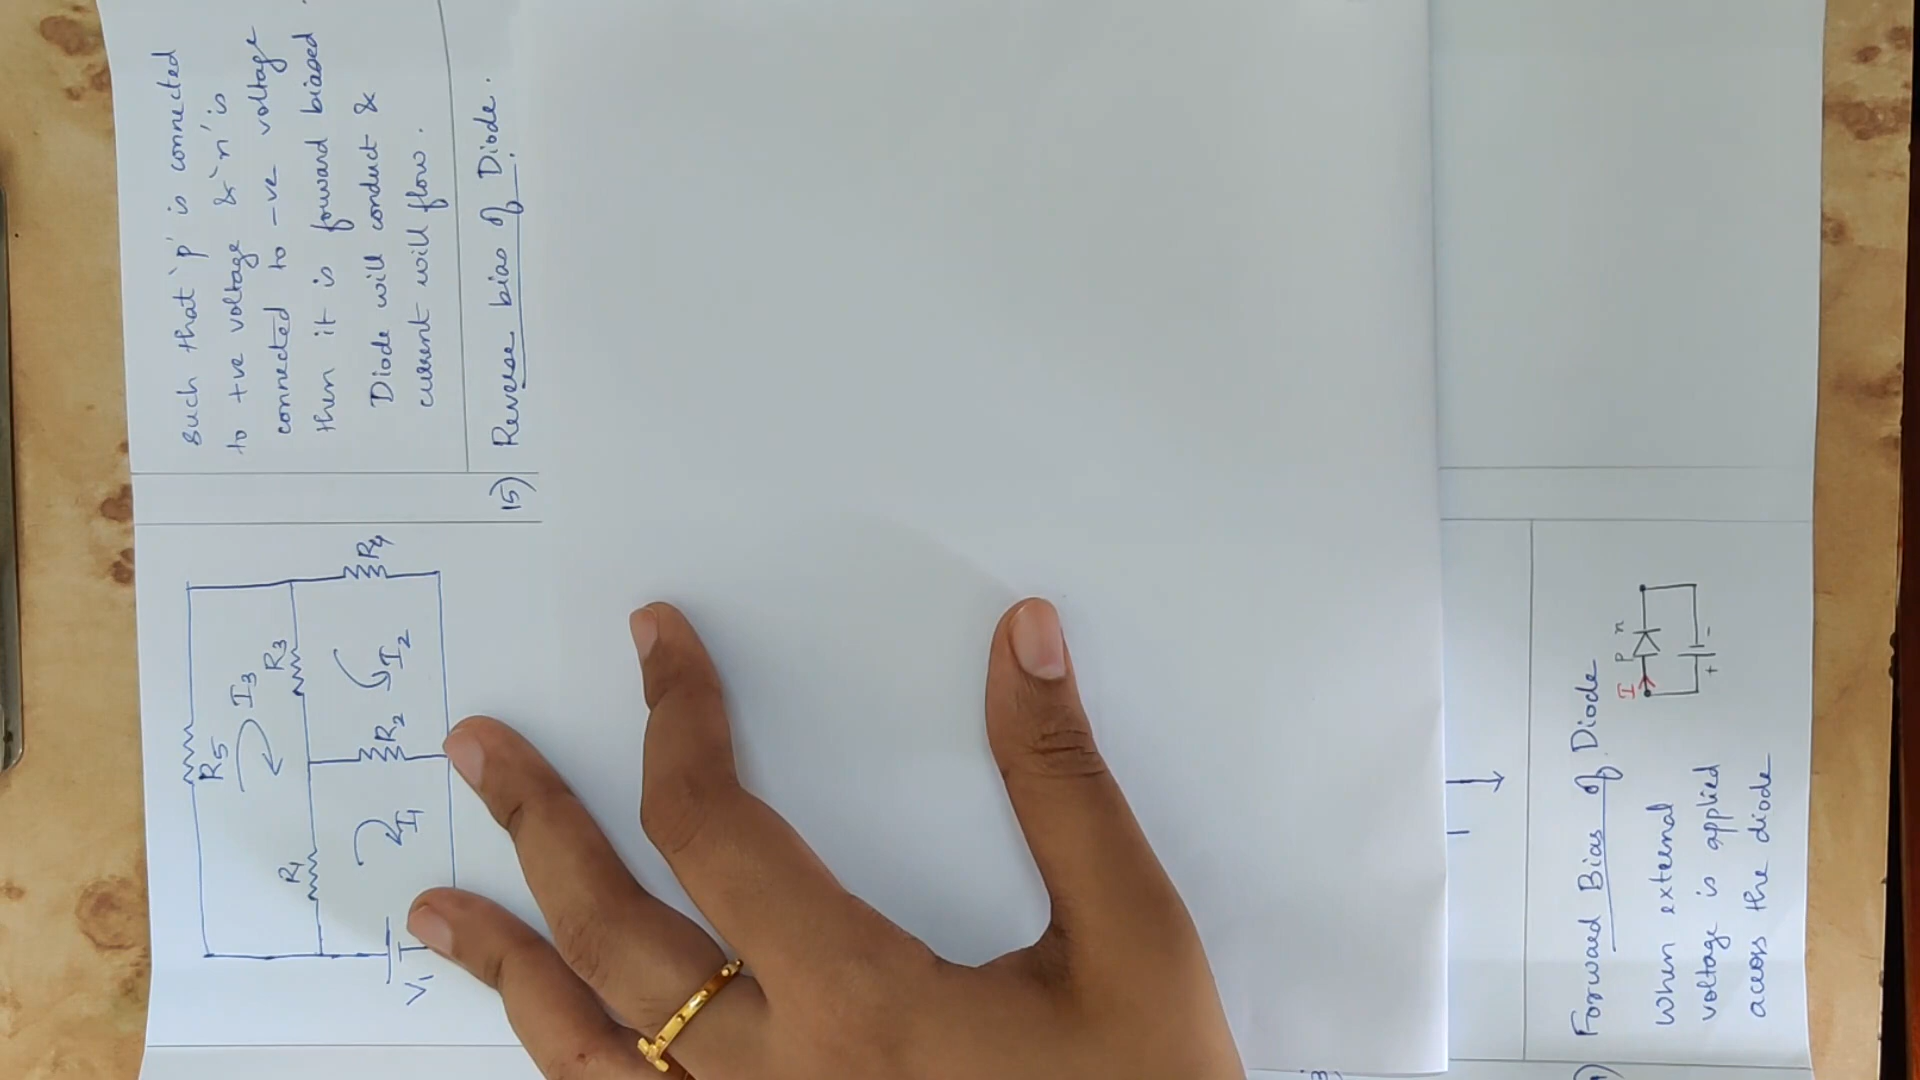 such that 'p' is connected
to +ve voltage & 'n' is
connected to -ve voltage
then it is forward biased.
Diode will conduct &
current will flow.
15) Reverse bias of Diode.
R5
I3
R1
R3
I1
R2
I2
R4
V1
Forward Bias of Diode
When external
voltage is applied
across the diode
I
p
n
+
-